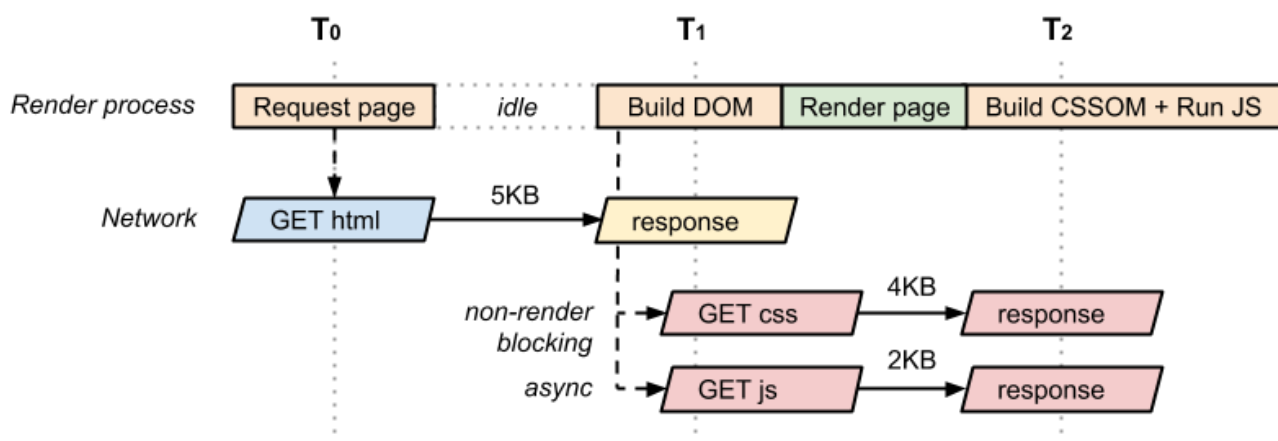 T0 T1 T2
Render process Request page idle Build DOM Render page Build CSSOM + Run JS
5KB
Network GET html response
4KB
non-render GET css response
blocking
2KB
async GET js response